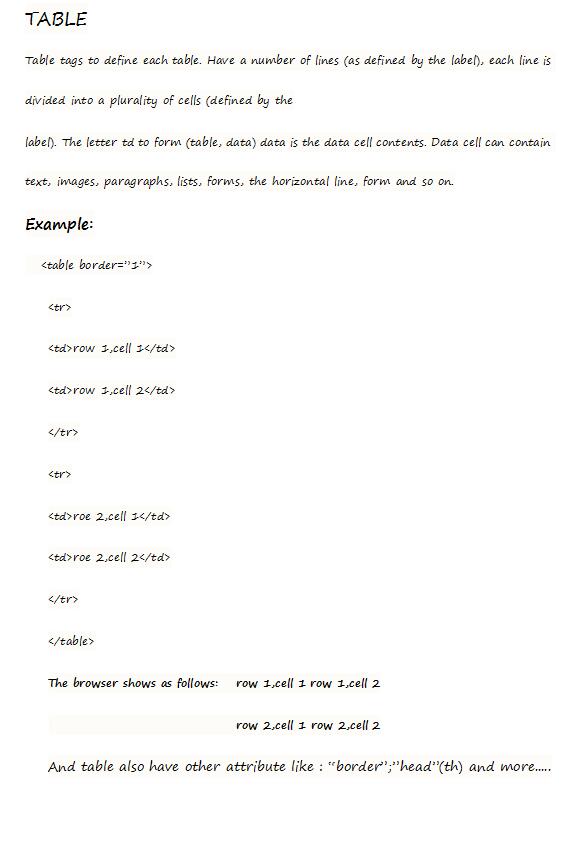 TABLE
Table tags to define each table. Have a number of lines (as defined by the label), each line is
divided into a plurality of cells (defined by the
label). The letter td to form (table, data) data is the data cell contents. Data cell can contain
text, images, paragraphs, lists, forms, the horizontal line, form and so on.
Example:
<table border=”1”>
<tr>
<td>row 1,cell 1</td>
<td>row 1,cell 2</td>
</tr>
<tr>
<td>roe 2,cell 1</td>
<td>roe 2,cell 2</td>
</tr>
</table>
The browser shows as follows: row 1,cell 1 row 1,cell 2
row 2,cell 1 row 2,cell 2
And table also have other attribute like : “border”;”head”(th) and more.....